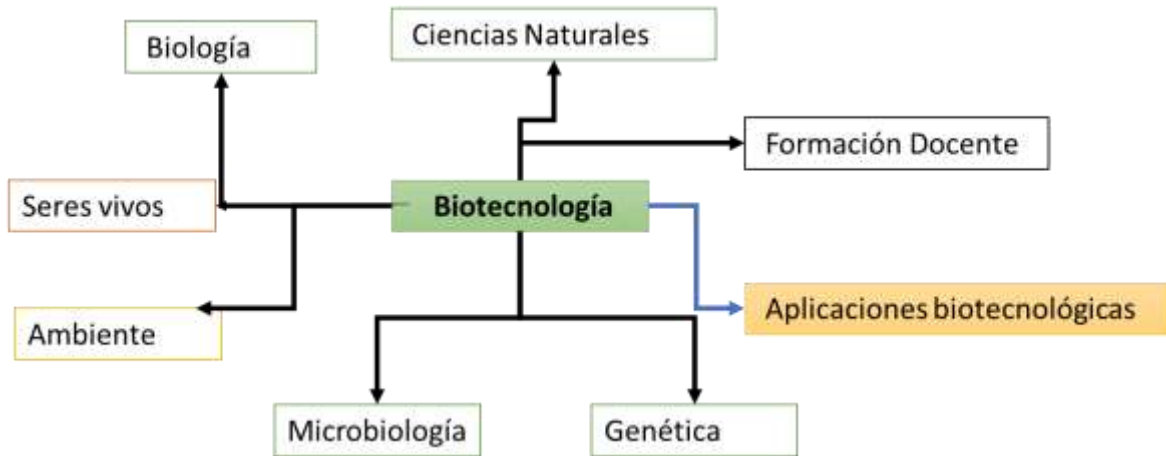 Ciencias Naturales
Biología
Formación Docente
Seres vivos
Biotecnología
Aplicaciones biotecnológicas
Ambiente
Microbiología
Genética